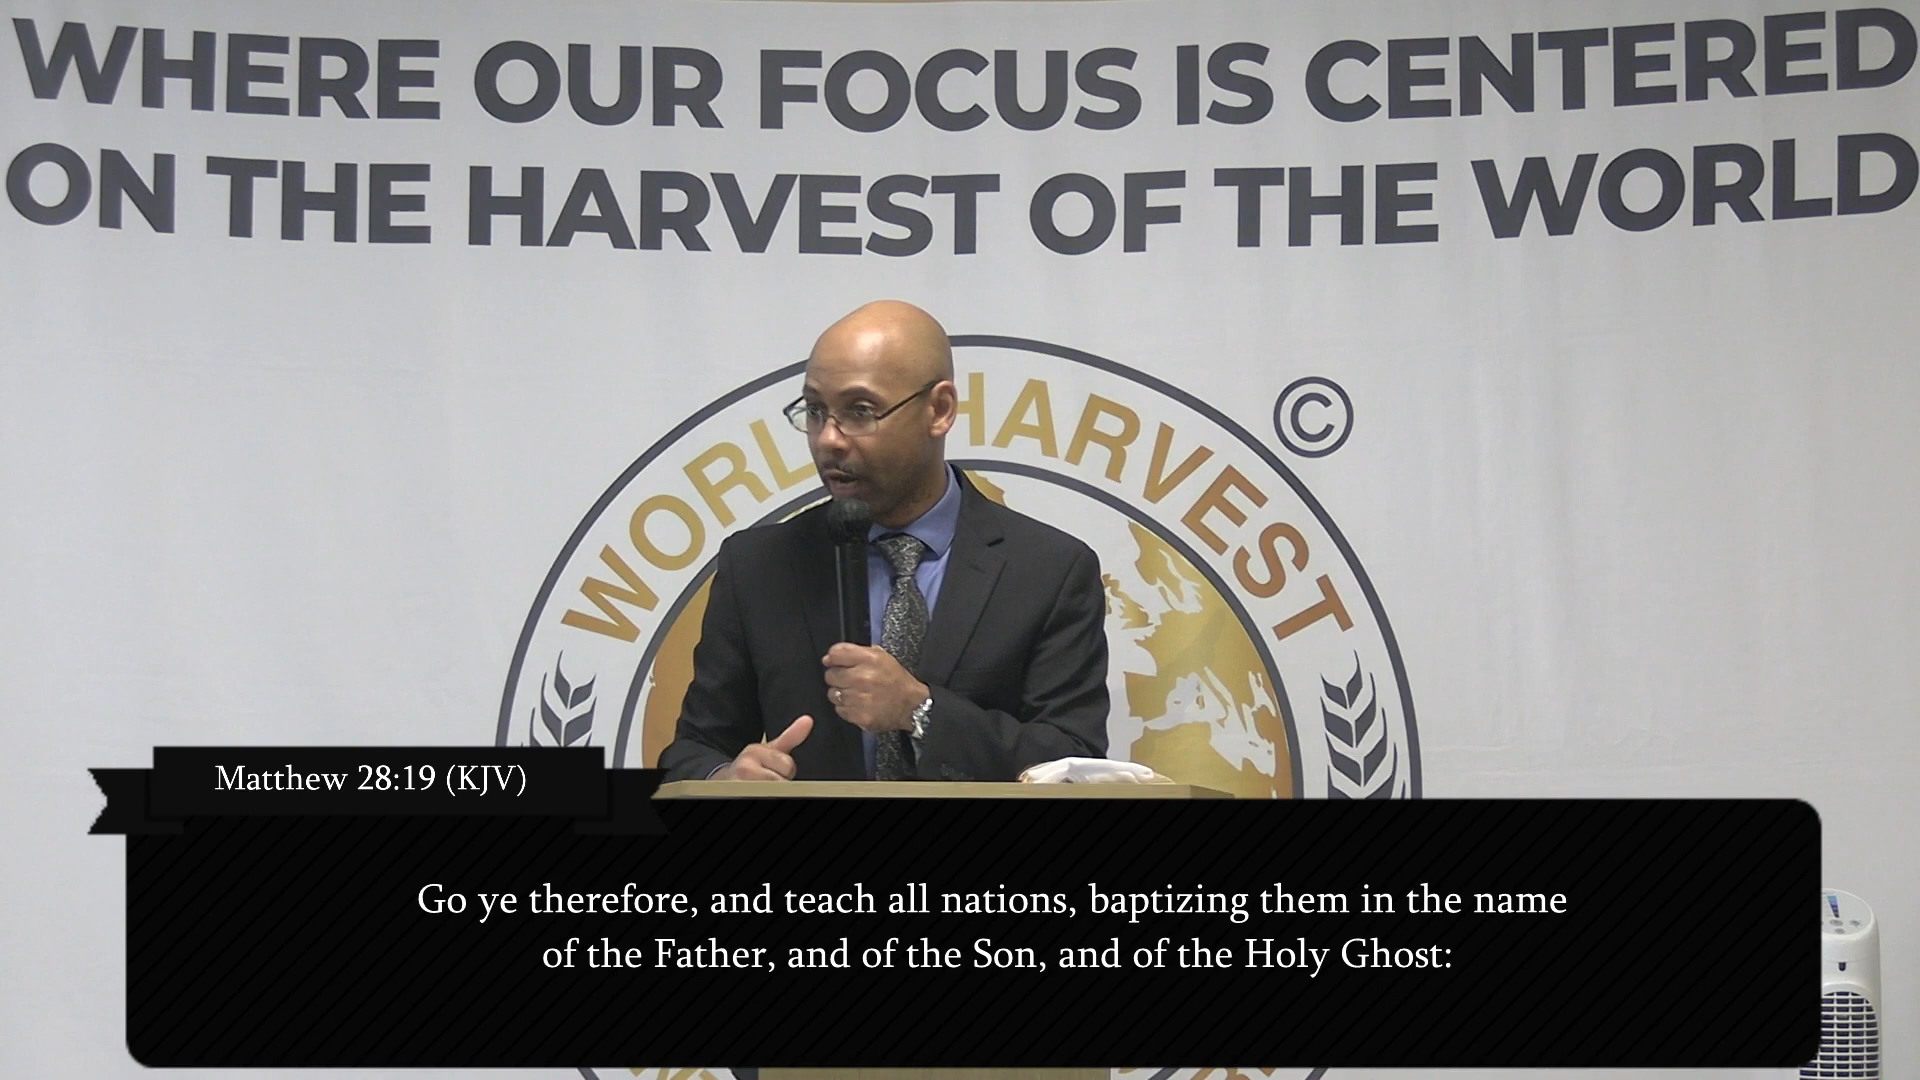 WHERE OUR FOCUS IS CENTERED
ON THE HARVEST OF THE WORLD
©
WORLD HARVEST
Matthew 28:19 (KJV)
Go ye therefore, and teach all nations, baptizing them in the name
of the Father, and of the Son, and of the Holy Ghost: